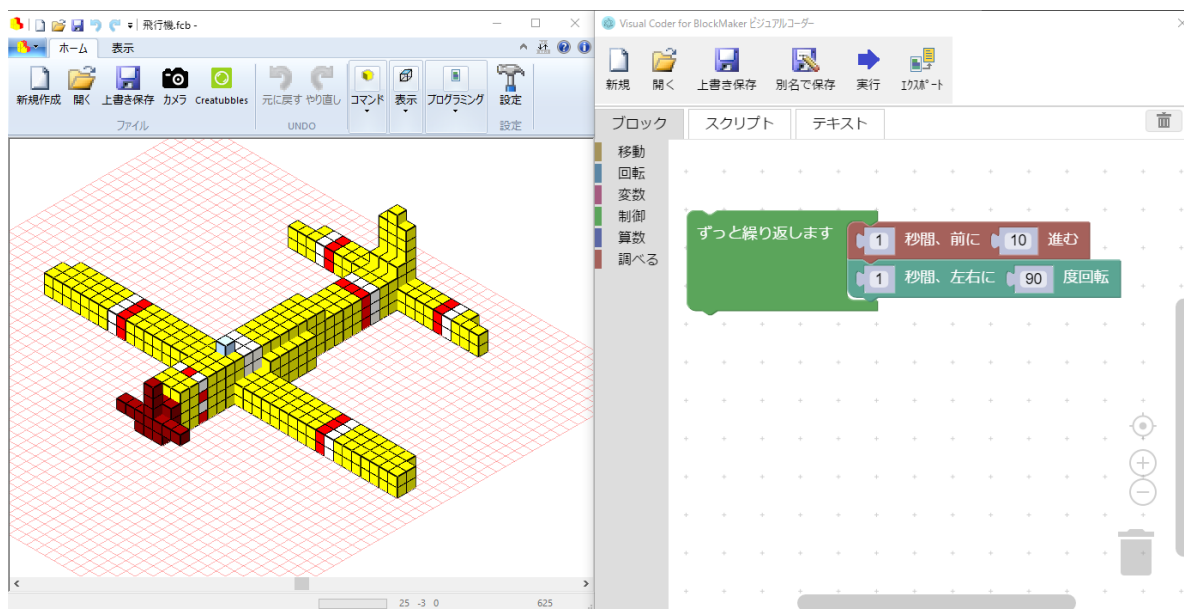 飛行機.fcb -
ホーム 表示
新規作成 開く 上書き保存 カメラ Creatubbles 元に戻す やり直し コマンド 表示 プログラミング 設定
ファイル UNDO 設定
25 -3 0 625
Visual Coder for BlockMaker ビジュアルコーダー
新規 開く 上書き保存 別名で保存 実行 ｴｸｽﾎﾟｰﾄ
ブロック スクリプト テキスト
移動
回転
変数
制御
算数
調べる
ずっと繰り返します
1 秒間、前に 10 進む
1 秒間、左右に 90 度回転